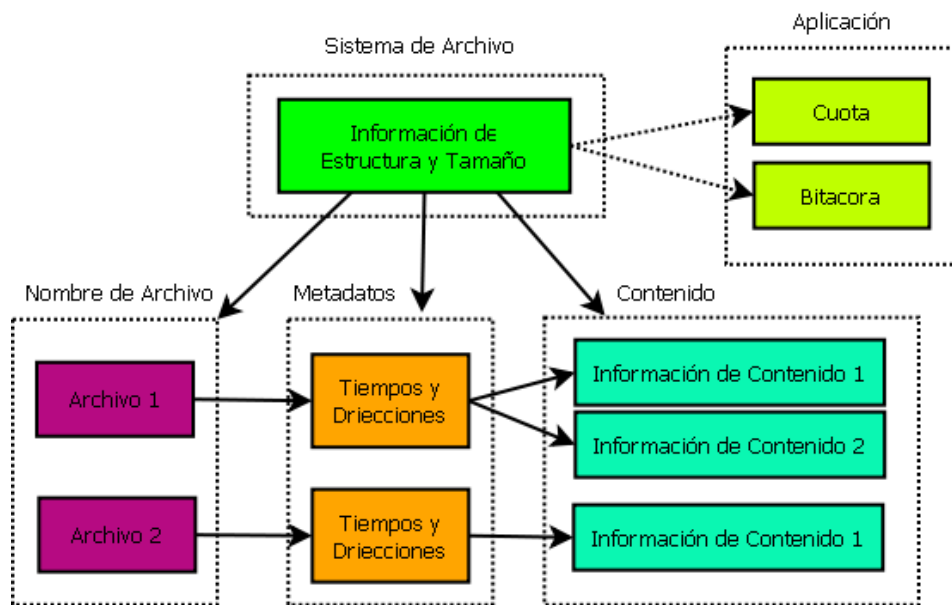 Sistema de Archivo
Aplicación
Información de
Estructura y Tamaño
Cuota
Bitacora
Nombre de Archivo
Metadatos
Contenido
Archivo 1
Tiempos y
Driecciones
Información de Contenido 1
Información de Contenido 2
Archivo 2
Tiempos y
Driecciones
Información de Contenido 1